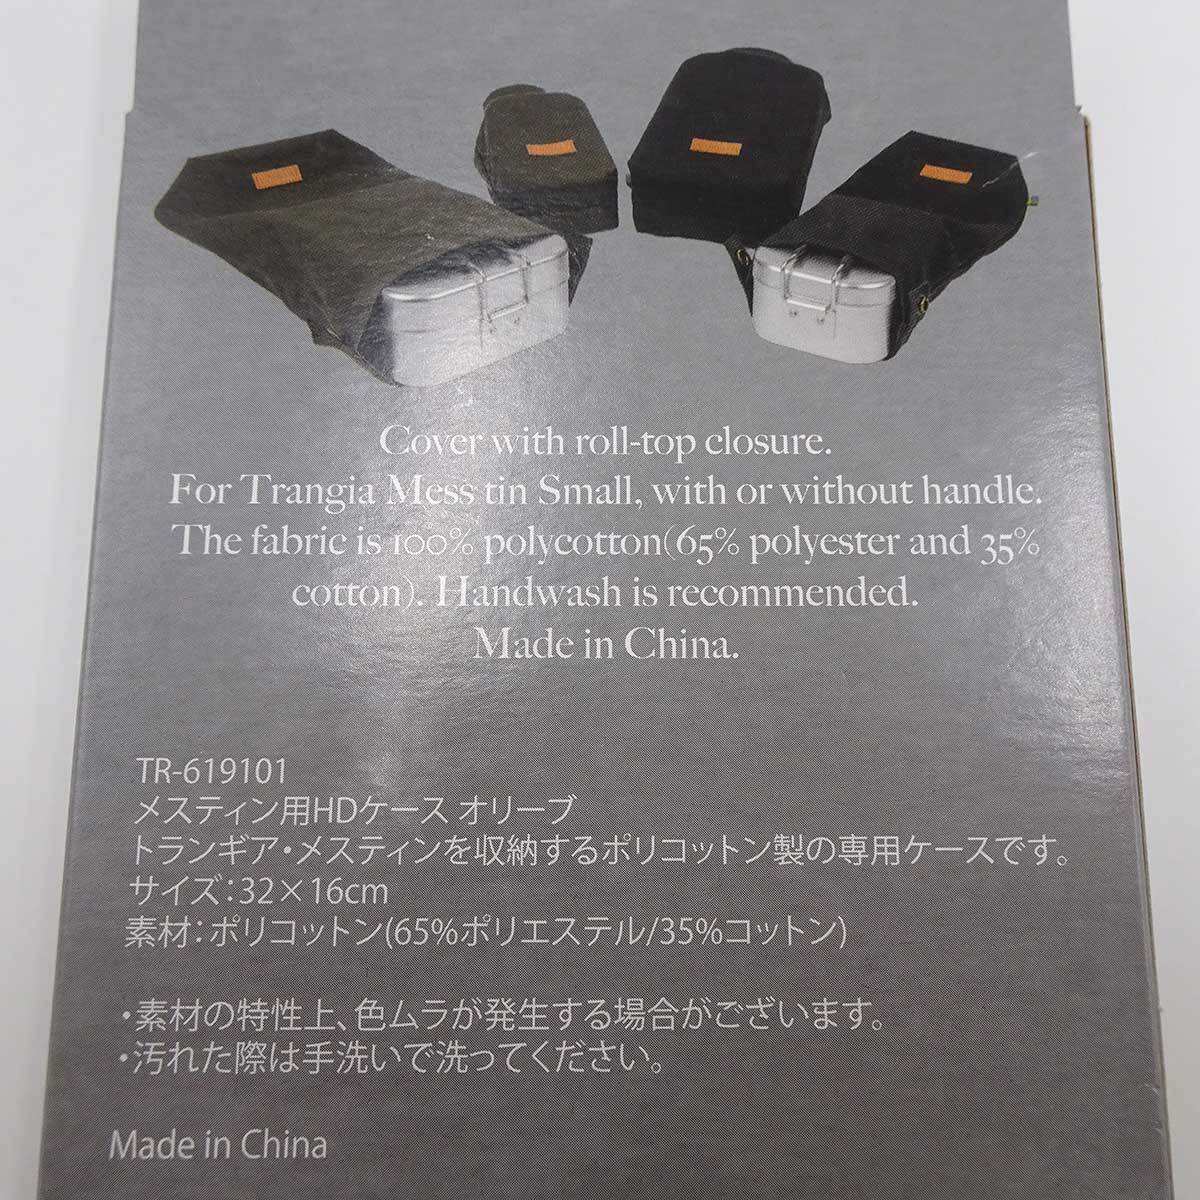 Cover with roll-top closure.
For Trangia Mess tin Small, with or without handle.
The fabric is 100% polycotton(65% polyester and 35%
cotton). Handwash is recommended.
Made in China.
TR-619101
メスティン用HDケース オリーブ
トランギア・メスティンを収納するポリコットン製の専用ケースです。
サイズ:32×16cm
素材:ポリコットン(65%ポリエステル/35%コットン)
・素材の特性上、色ムラが発生する場合がございます。
・汚れた際は手洗いで洗ってください。
Made in China